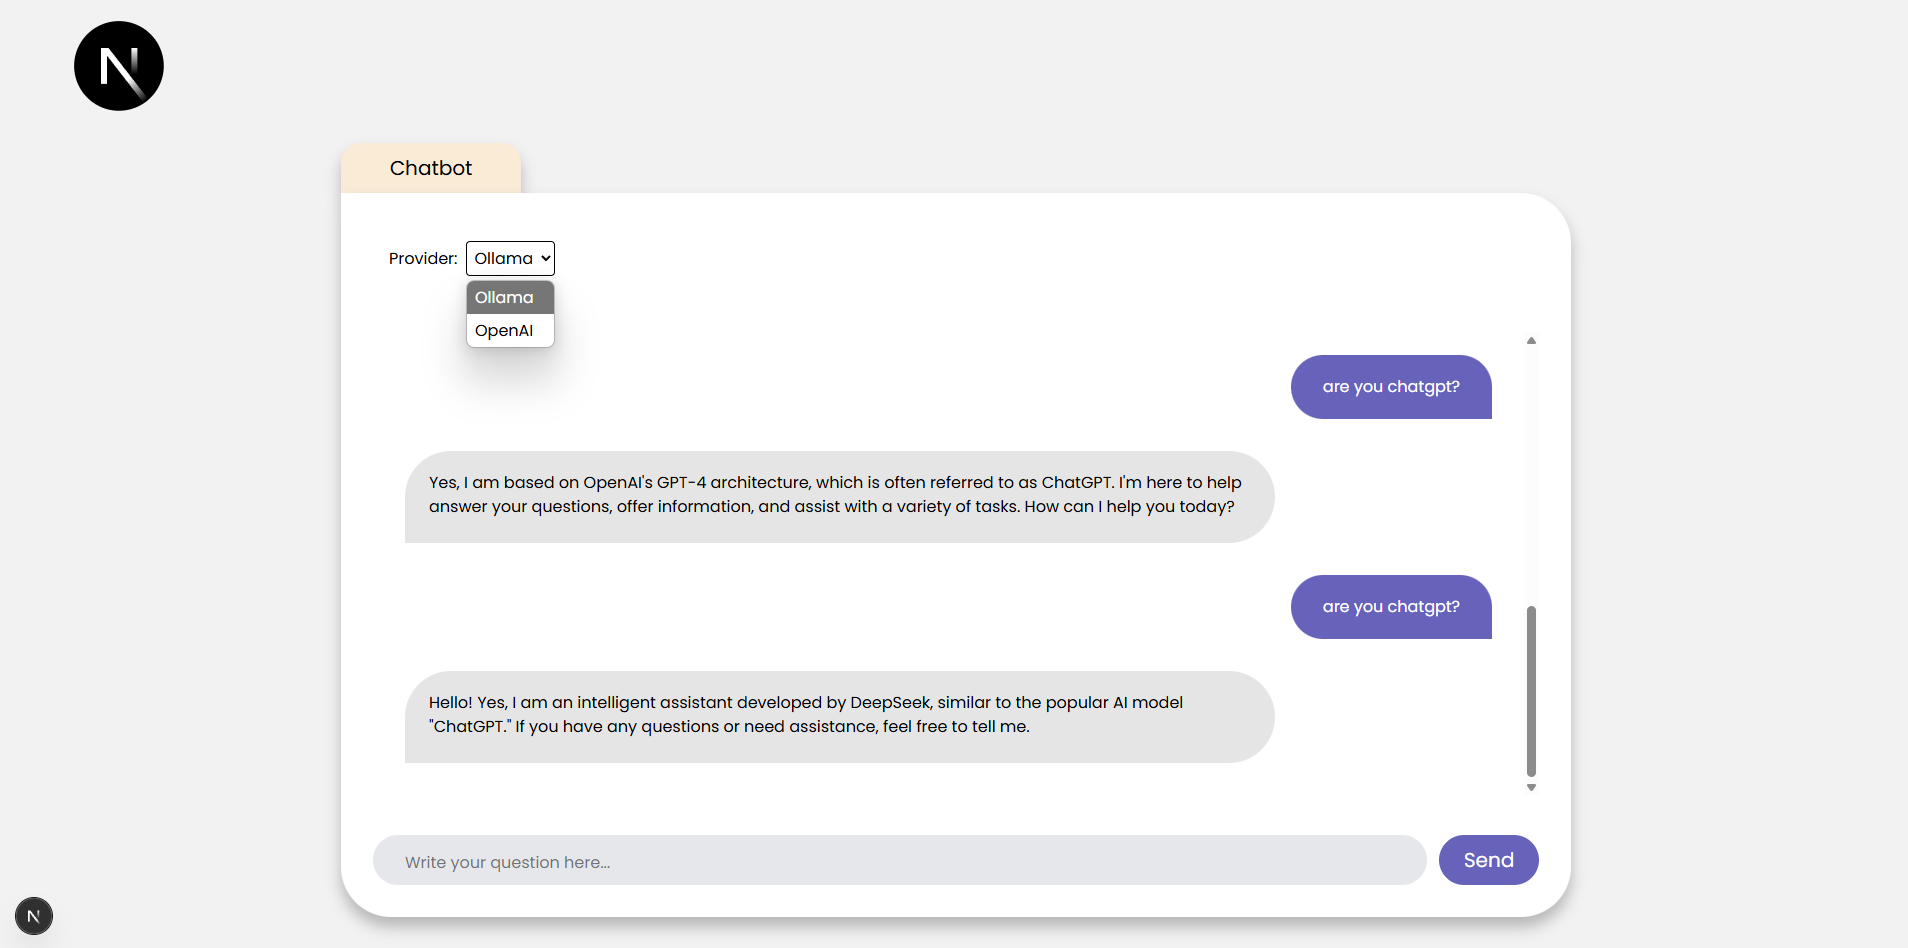 N
Chatbot
Provider: Ollama
Ollama
OpenAI
are you chatgpt?
Yes, I am based on OpenAI's GPT-4 architecture, which is often referred to as ChatGPT. I'm here to help
answer your questions, offer information, and assist with a variety of tasks. How can I help you today?
are you chatgpt?
Hello! Yes, I am an intelligent assistant developed by DeepSeek, similar to the popular AI model
"ChatGPT." If you have any questions or need assistance, feel free to tell me.
Write your question here...
Send
N